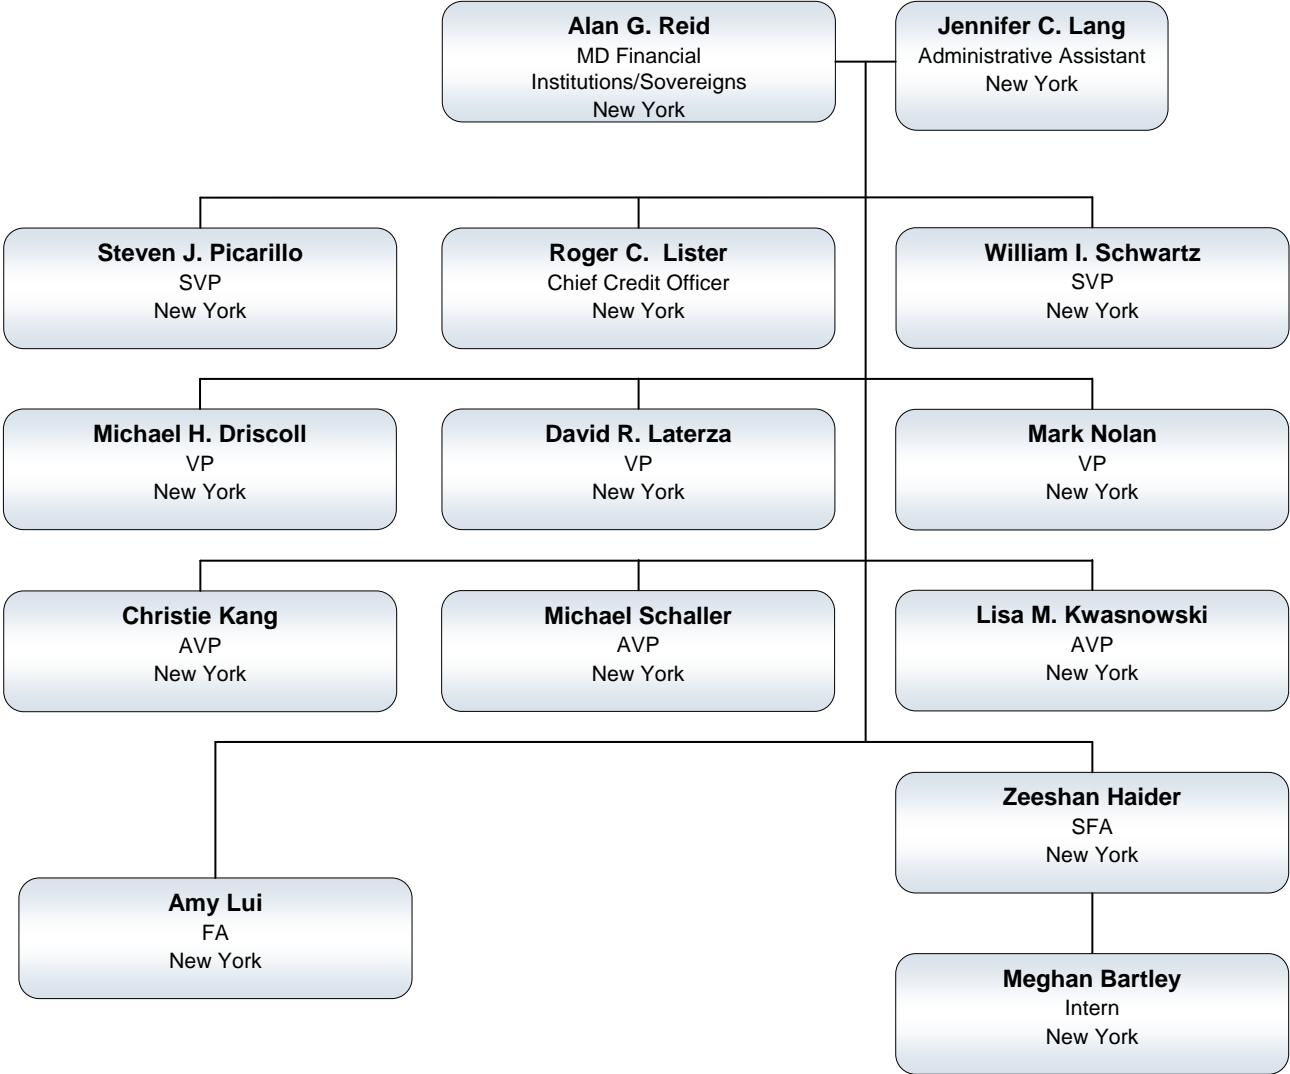 Alan G. Reid
MD Financial
Institutions/Sovereigns
New York
Jennifer C. Lang
Administrative Assistant
New York
Steven J. Picarillo
SVP
New York
Roger C.  Lister
Chief Credit Officer
New York
William I. Schwartz
SVP
New York
Michael H. Driscoll
VP
New York
David R. Laterza
VP
New York
Mark Nolan
VP
New York
Christie Kang
AVP
New York
Michael Schaller
AVP
New York
Lisa M. Kwasnowski
AVP
New York
Zeeshan Haider
SFA
New York
Amy Lui
FA
New York
Meghan Bartley
Intern
New York